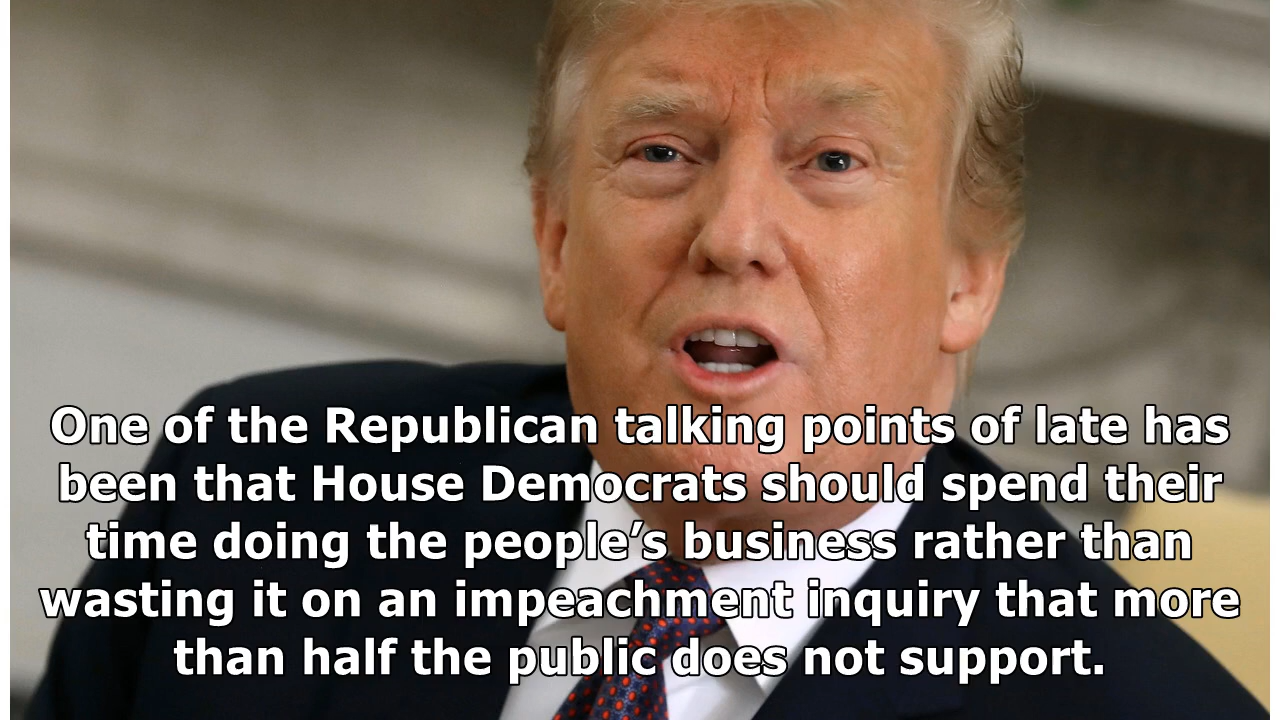 One of the Republican talking points of late has
been that House Democrats should spend their
time doing the people’s business rather than
wasting it on an impeachment inquiry that more
than half the public does not support.